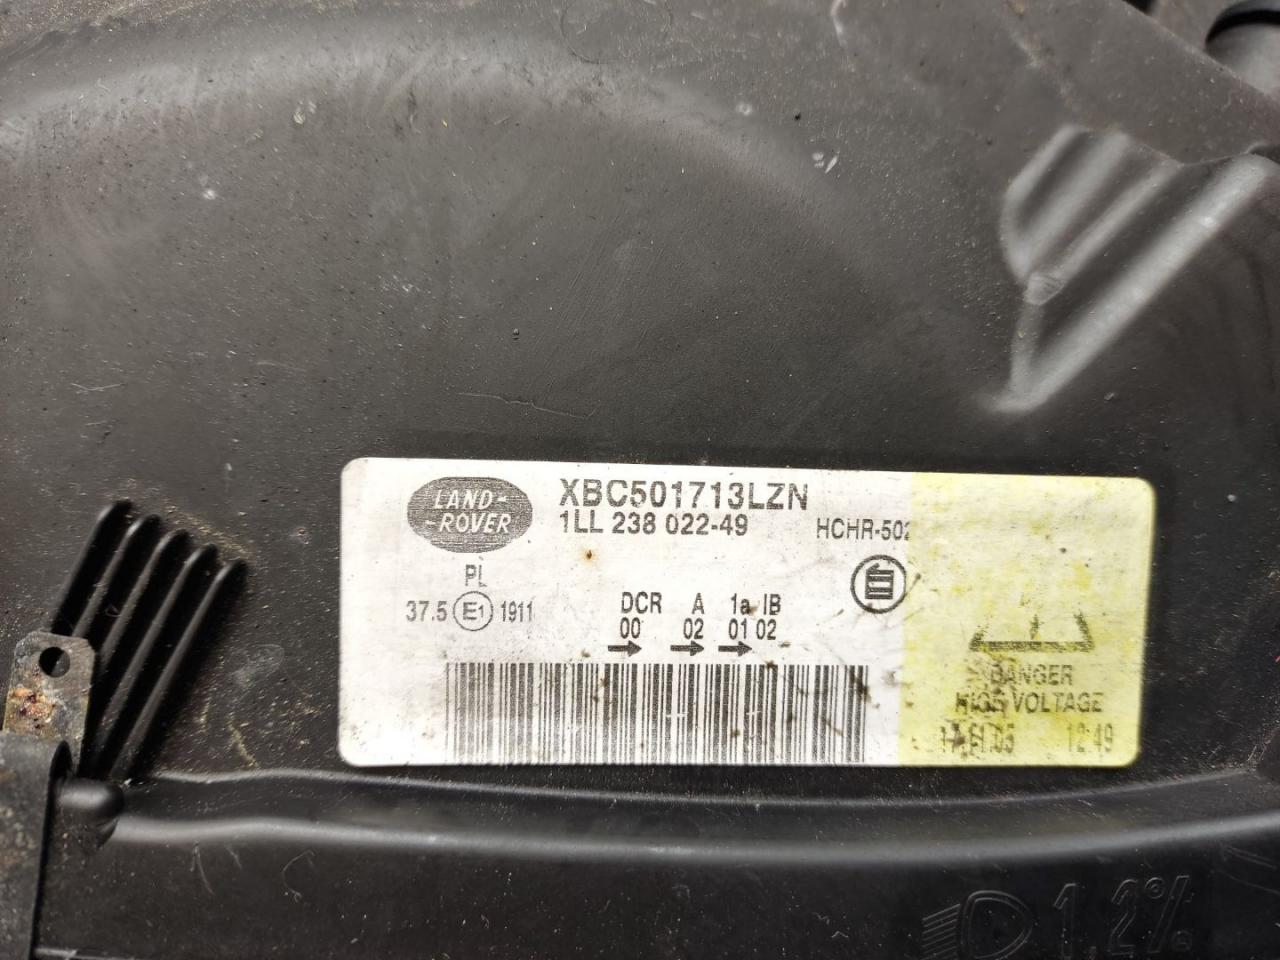 LAND-
-ROVER
XBC501713LZN
1LL 238 022-49
HCHR-502
PL
37.5 E1 1911
DCR A 1a IB
00 02 01 02
DANGER
HIGH VOLTAGE
12:49
1.2%